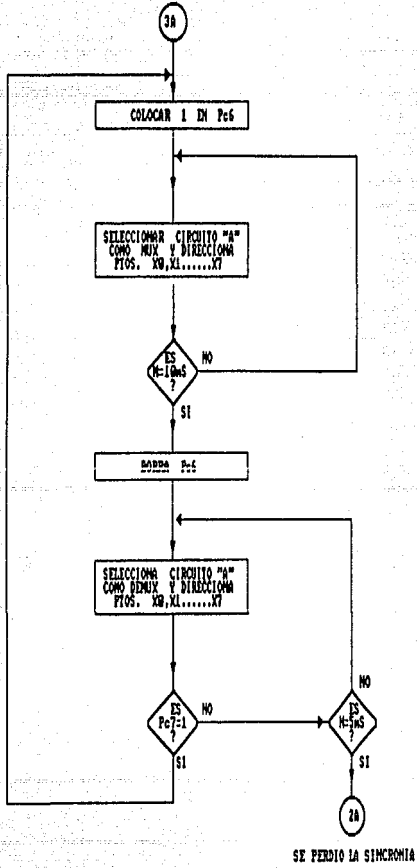 3A
COLOCAR 1 EN Pc6
SELECCIONAR CIRCUITO "A"
COMO MUX Y DIRECCIONA
PTOS. X0,X1......X7
ES
M=10mS
?
NO
SI
BORRA Pc6
SELECCIONA CIRCUITO "A"
COMO DEMUX Y DIRECCIONA
PTOS. X0,X1......X7
ES
Pc7=1
?
NO
SI
ES
M=5mS
?
NO
SI
2A
SE PERDIO LA SINCRONIA